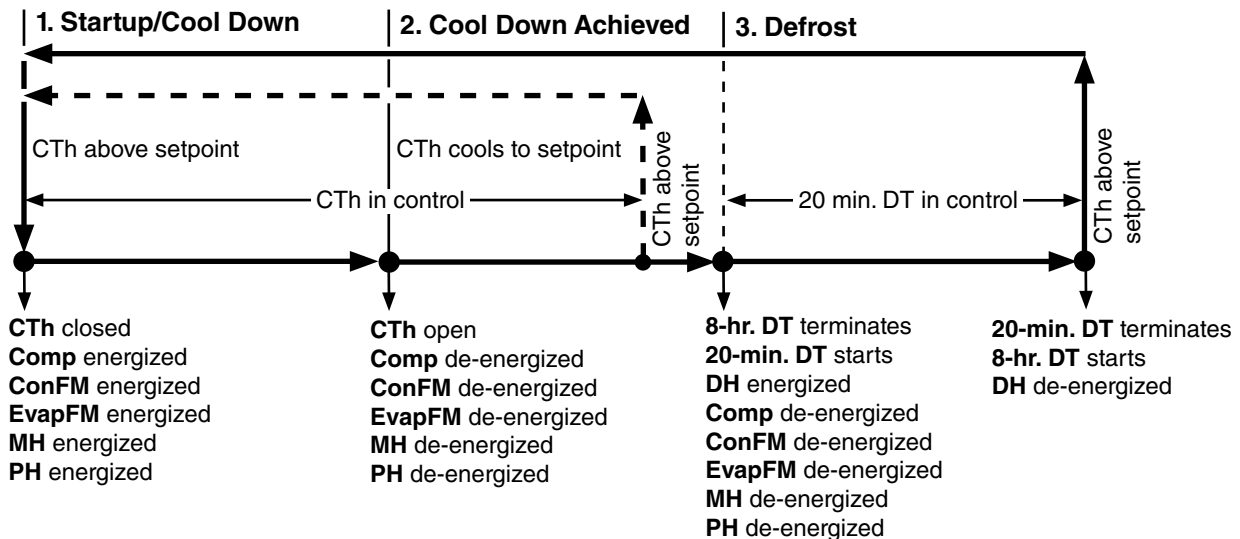 1. Startup/Cool Down
2. Cool Down Achieved
3. Defrost
CTh above setpoint
CTh cools to setpoint
CTh above
setpoint
CTh in control
20 min. DT in control
CTh above
setpoint
CTh closed
Comp energized
ConFM energized
EvapFM energized
MH energized
PH energized
CTh open
Comp de-energized
ConFM de-energized
EvapFM de-energized
MH de-energized
PH de-energized
8-hr. DT terminates
20-min. DT starts
DH energized
Comp de-energized
ConFM de-energized
EvapFM de-energized
MH de-energized
PH de-energized
20-min. DT terminates
8-hr. DT starts
DH de-energized